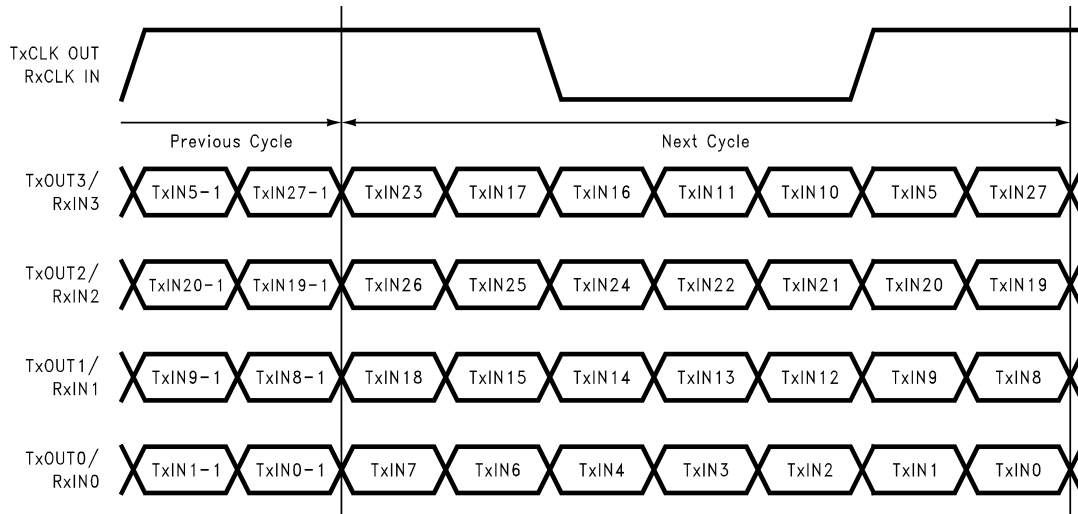 TxCLK OUT
RxCLK IN
Previous Cycle
Next Cycle
TxOUT3/
RxIN3
TxIN5-1 TxIN27-1 TxIN23 TxIN17 TxIN16 TxIN11 TxIN10 TxIN5 TxIN27
TxOUT2/
RxIN2
TxIN20-1 TxIN19-1 TxIN26 TxIN25 TxIN24 TxIN22 TxIN21 TxIN20 TxIN19
TxOUT1/
RxIN1
TxIN9-1 TxIN8-1 TxIN18 TxIN15 TxIN14 TxIN13 TxIN12 TxIN9 TxIN8
TxOUT0/
RxIN0
TxIN1-1 TxIN0-1 TxIN7 TxIN6 TxIN4 TxIN3 TxIN2 TxIN1 TxIN0